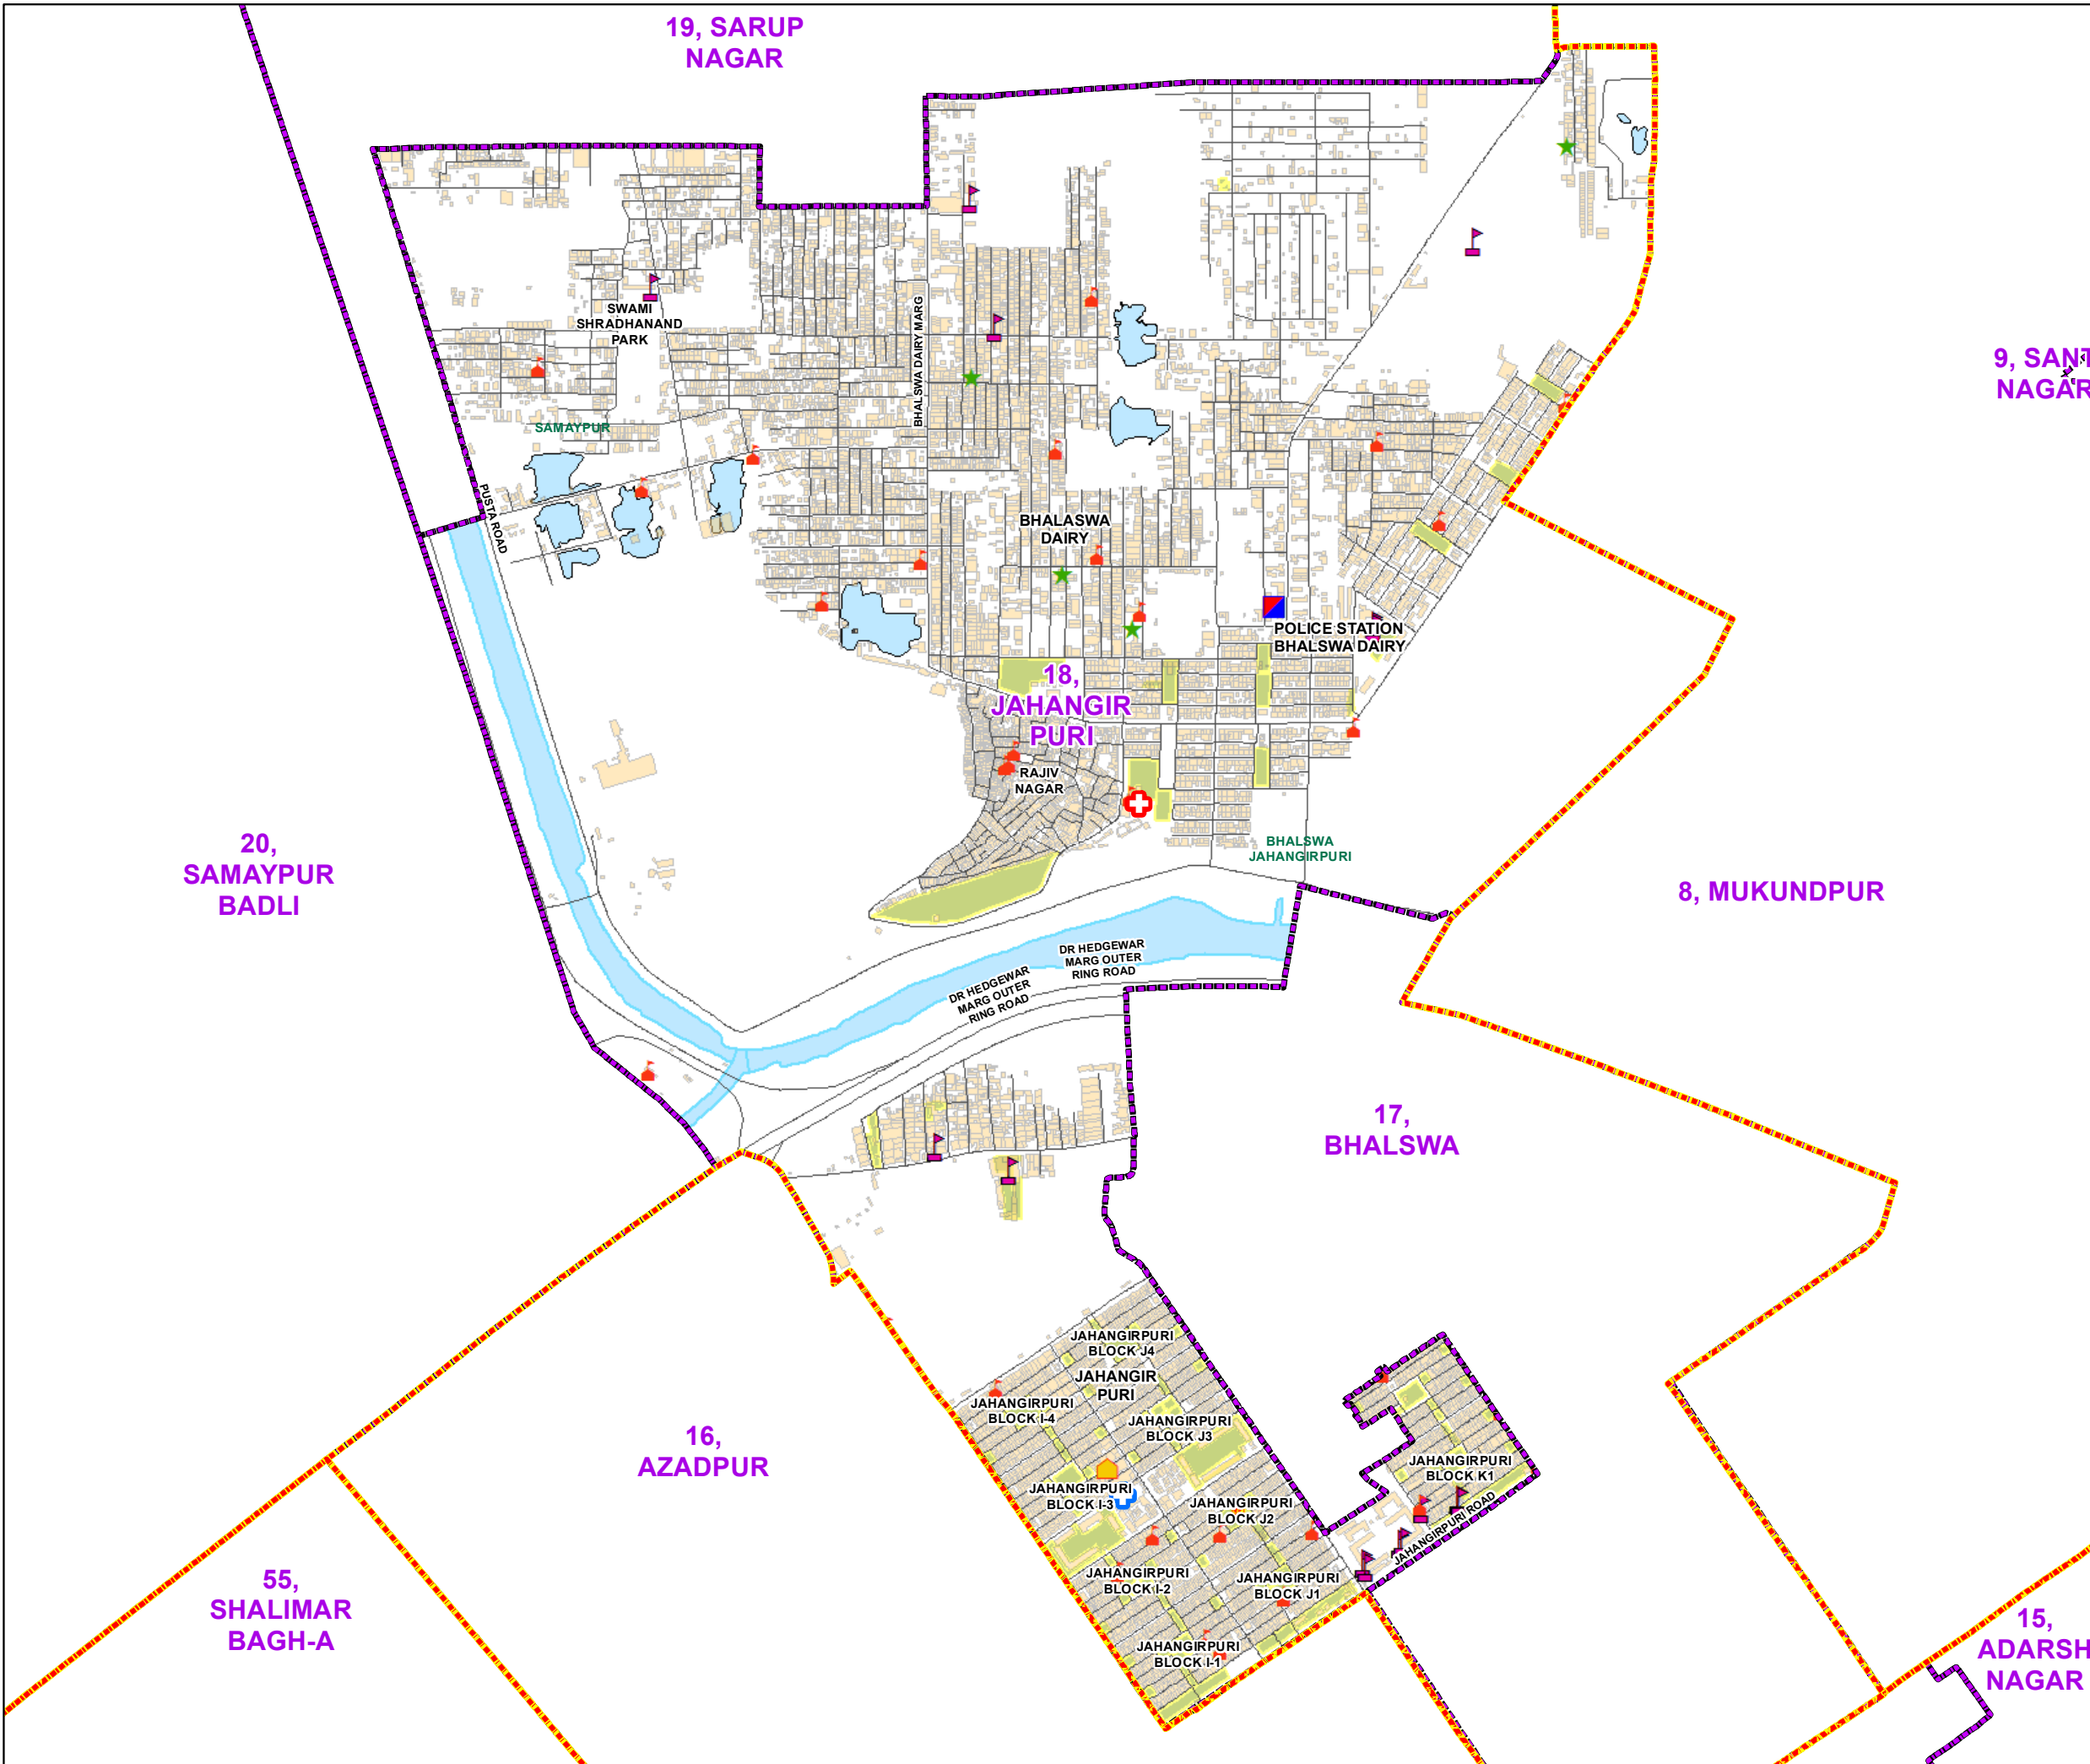 19, SARUP
NAGAR
9, SANT
NAGAR
SWAMI
SHRADHANAND
PARK
BHALSWA DAIRY MARG
SAMAYPUR
PUSTA ROAD
BHALASWA
DAIRY
POLICE STATION
BHALSWA DAIRY
18,
JAHANGIR
PURI
RAJIV
NAGAR
BHALSWA
JAHANGIRPURI
20,
SAMAYPUR
BADLI
8, MUKUNDPUR
DR HEDGEWAR
MARG OUTER
RING ROAD
DR HEDGEWAR
MARG OUTER
RING ROAD
17,
BHALSWA
JAHANGIRPURI
BLOCK J4
JAHANGIR
PURI
JAHANGIRPURI
BLOCK I-4
JAHANGIRPURI
BLOCK J3
16,
AZADPUR
JAHANGIRPURI
BLOCK K1
JAHANGIRPURI
BLOCK I-3
JAHANGIRPURI
BLOCK J2
JAHANGIRPURI ROAD
JAHANGIRPURI
BLOCK I-2
JAHANGIRPURI
BLOCK J1
55,
SHALIMAR
BAGH-A
JAHANGIRPURI
BLOCK I-1
15,
ADARSH
NAGAR